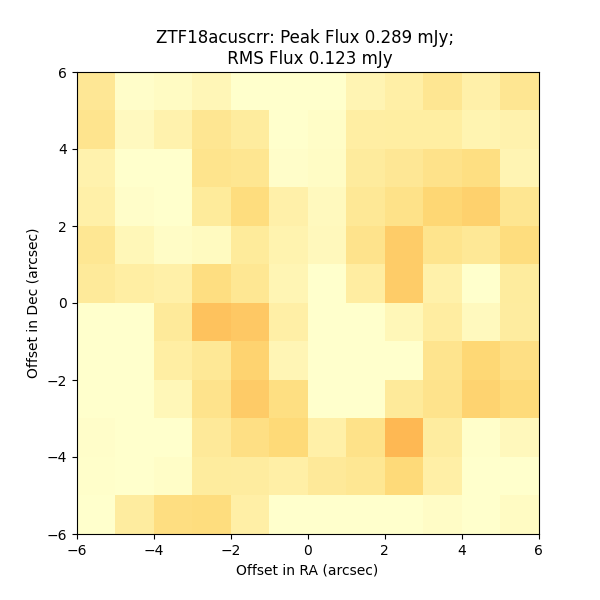 ZTF18acuscrr: Peak Flux 0.289 mJy;
RMS Flux 0.123 mJy
6
4
2
0
−2
−4
−6
Offset in Dec (arcsec)
−6 −4 −2 0 2 4 6
Offset in RA (arcsec)